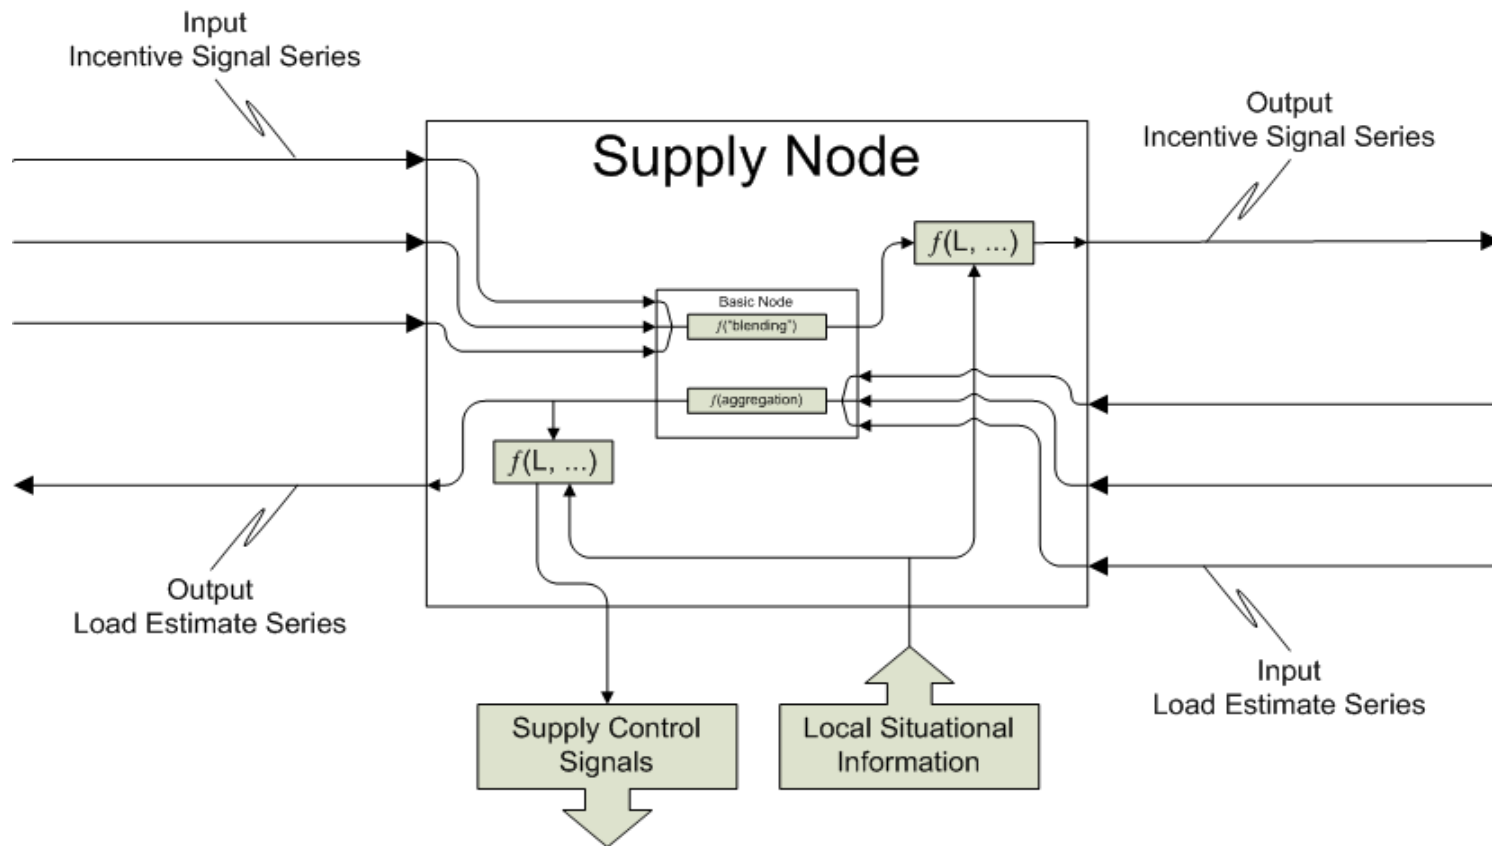 Input
Incentive Signal Series
Output
Incentive Signal Series
Supply Node
f(L, ...)
Basic Node
f("blending")
f(aggregation)
f(L, ...)
Output
Load Estimate Series
Input
Load Estimate Series
Supply Control
Signals
Local Situational
Information